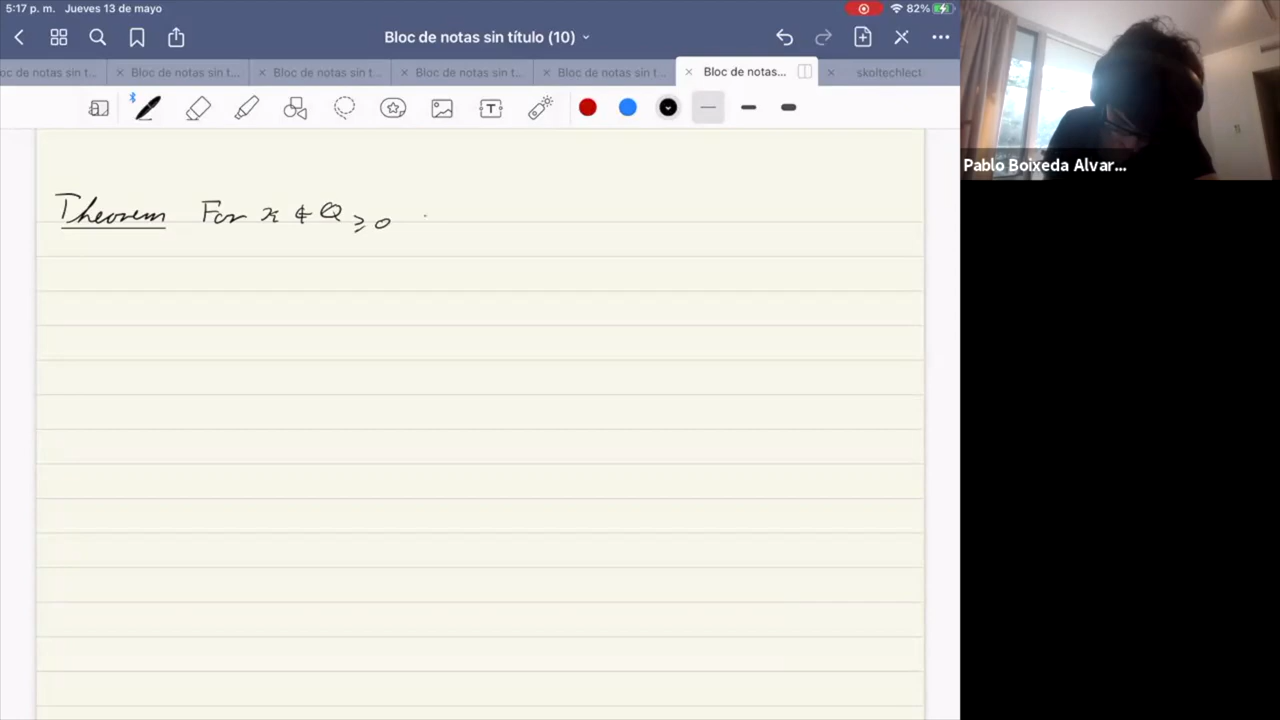 5:17 p. m. Jueves 13 de mayo
82%
Bloc de notas sin título (10)
oc de notas sin t...
Bloc de notas sin t...
Bloc de notas sin t...
Bloc de notas sin t...
Bloc de notas sin t...
Bloc de notas...
skoltechlect
Theorem For x ∉ Q ≥ 0
Pablo Boixeda Alvar...